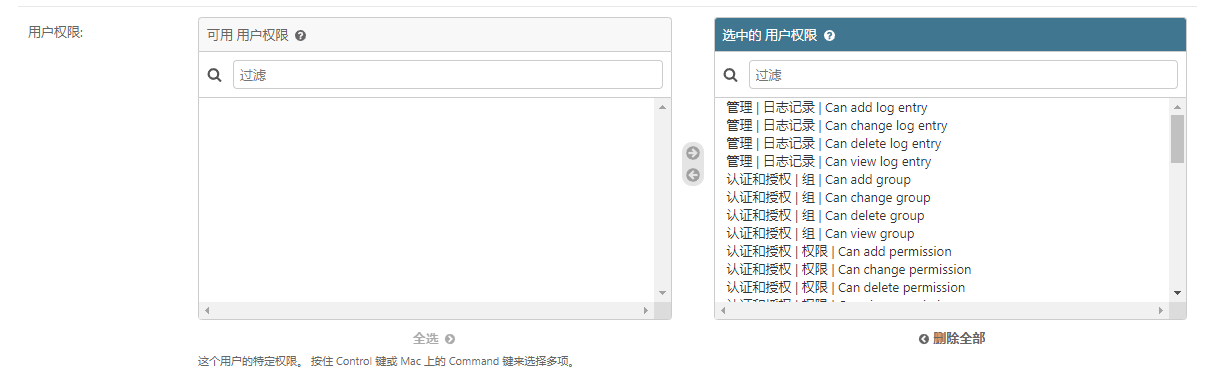 用户权限:
可用 用户权限
过滤
全选
选中的 用户权限
过滤
管理 | 日志记录 | Can add log entry
管理 | 日志记录 | Can change log entry
管理 | 日志记录 | Can delete log entry
管理 | 日志记录 | Can view log entry
认证和授权 | 组 | Can add group
认证和授权 | 组 | Can change group
认证和授权 | 组 | Can delete group
认证和授权 | 组 | Can view group
认证和授权 | 权限 | Can add permission
认证和授权 | 权限 | Can change permission
认证和授权 | 权限 | Can delete permission
删除全部
这个用户的特定权限。 按住 Control 键或 Mac 上的 Command 键来选择多项。